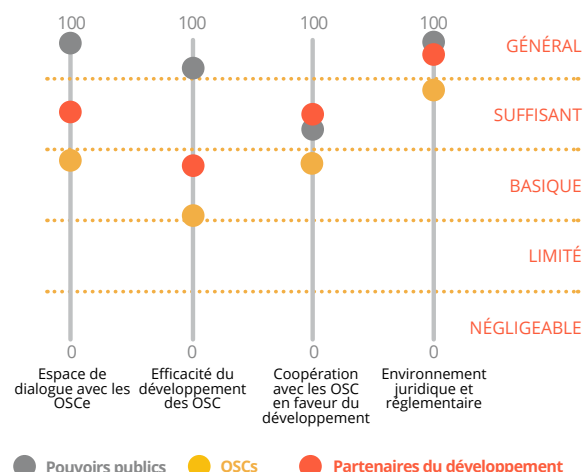 100 100 100 100
GÉNÉRAL
SUFFISANT
BASIQUE
LIMITÉ
NÉGLIGEABLE
0 0 0 0
Espace de
dialogue avec les
OSCe
Efficacité du
développement
des OSC
Coopération
avec les OSC
en faveur du
développement
Environnement
juridique et
réglementaire
Pouvoirs publics
OSCs
Partenaires du développement